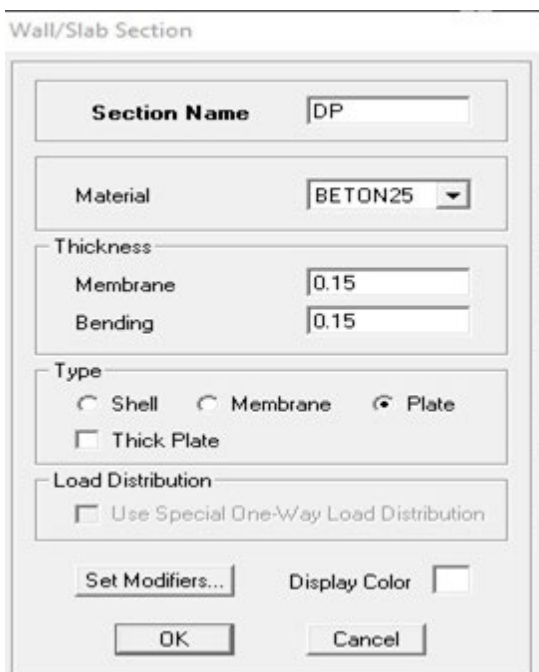 Wall/Slab Section
Section Name DP
Material BETON25
Thickness
Membrane 0.15
Bending 0.15
Type
Shell Membrane Plate
Thick Plate
Load Distribution
Use Special One-Way Load Distribution
Set Modifiers... Display Color
OK Cancel